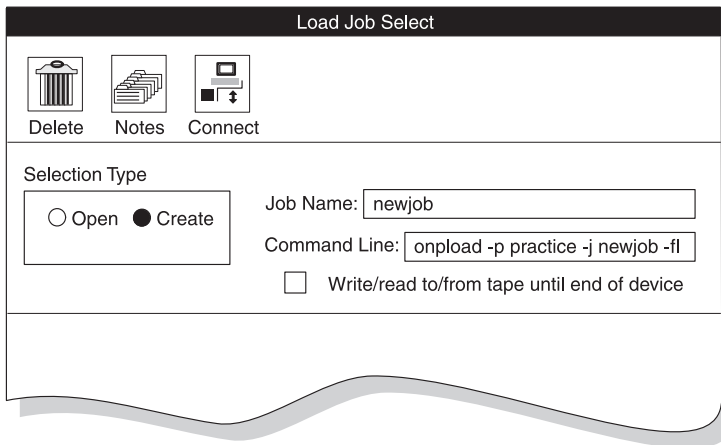 Load Job Select
Delete Notes Connect
Selection Type
Open Create
Job Name: newjob
Command Line: onpload -p practice -j newjob -fl
Write/read to/from tape until end of device